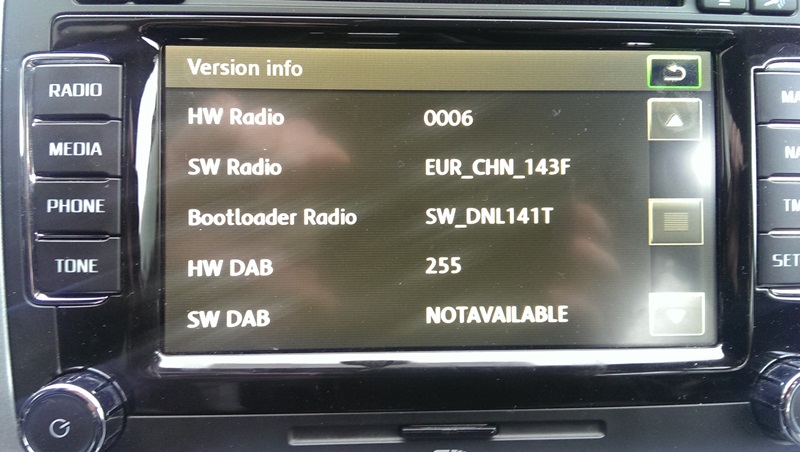 Version info
RADIO
MEDIA
PHONE
TONE
HW Radio 0006
SW Radio EUR_CHN_143F
Bootloader Radio SW_DNL141T
HW DAB 255
SW DAB NOTAVAILABLE